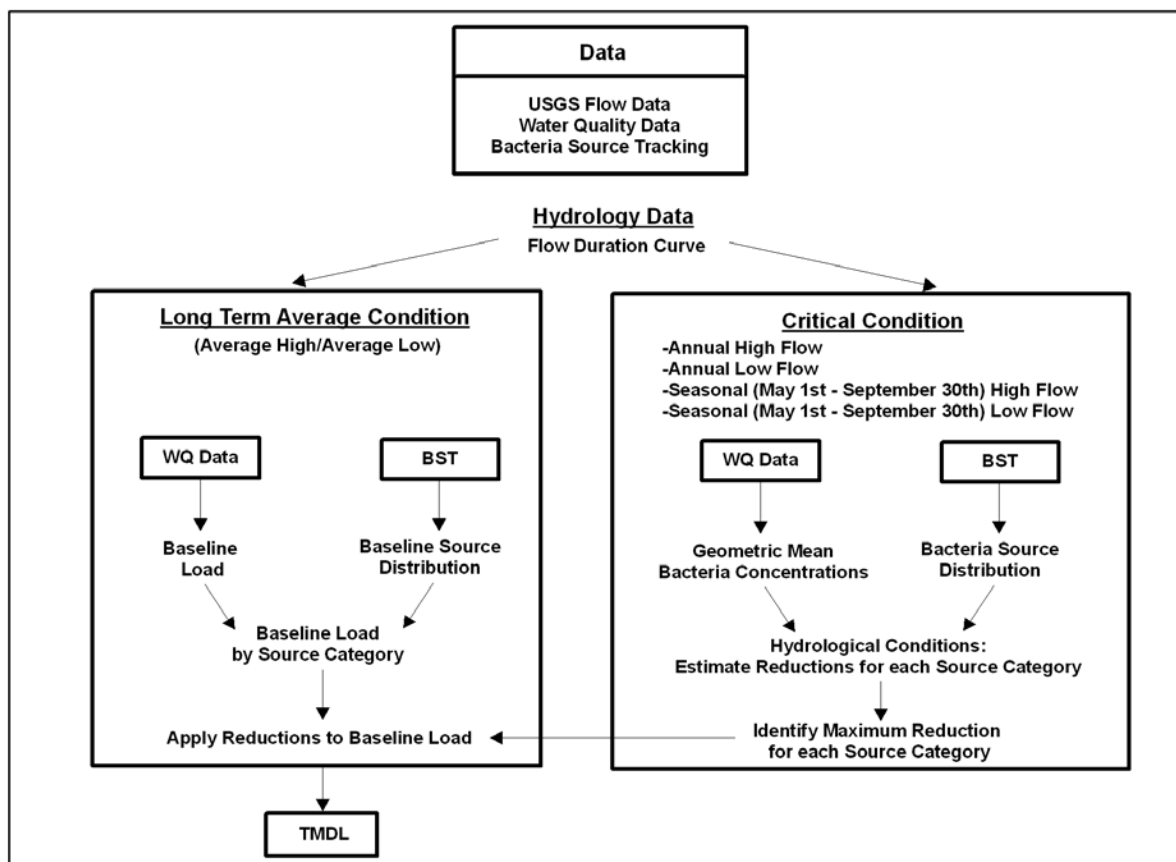 Data
USGS Flow Data
Water Quality Data
Bacteria Source Tracking
Hydrology Data
Flow Duration Curve
Long Term Average Condition
(Average High/Average Low)
WQ Data
BST
Baseline
Load
Baseline Source
Distribution
Baseline Load
by Source Category
Apply Reductions to Baseline Load
Critical Condition
-Annual High Flow
-Annual Low Flow
-Seasonal (May 1st - September 30th) High Flow
-Seasonal (May 1st - September 30th) Low Flow
WQ Data
BST
Geometric Mean
Bacteria Concentrations
Bacteria Source
Distribution
Hydrological Conditions:
Estimate Reductions for each Source Category
Identify Maximum Reduction
for each Source Category
TMDL